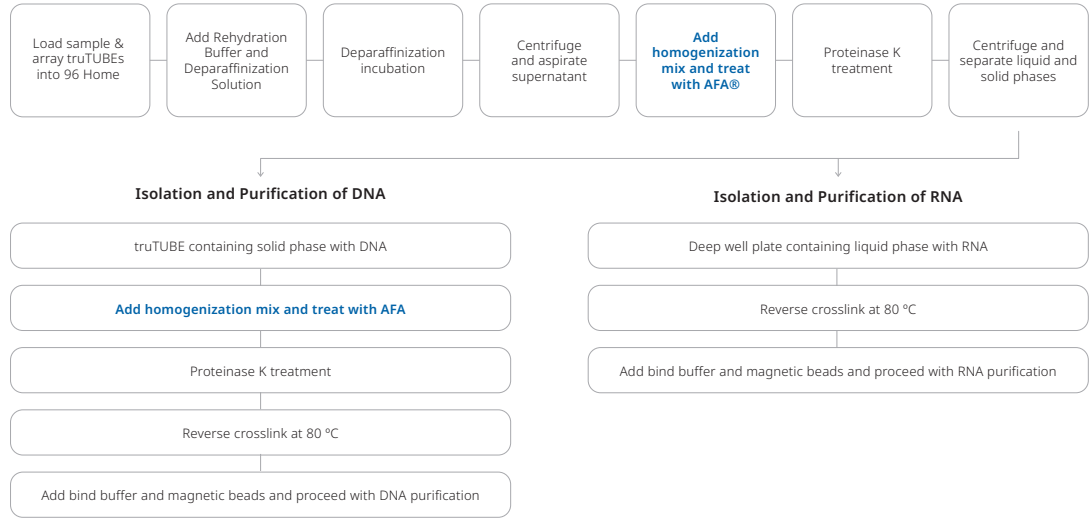 Load sample &
array truTUBEs
into 96 Home
Add Rehydration
Buffer and
Deparaffinization
Solution
Deparaffinization
incubation
Centrifuge
and aspirate
supernatant
Add
homogenization
mix and treat
with AFA®
Proteinase K
treatment
Centrifuge and
separate liquid and
solid phases
Isolation and Purification of DNA
truTUBE containing solid phase with DNA
Add homogenization mix and treat with AFA
Proteinase K treatment
Reverse crosslink at 80 ºC
Add bind buffer and magnetic beads and proceed with DNA purification
Isolation and Purification of RNA
Deep well plate containing liquid phase with RNA
Reverse crosslink at 80 ºC
Add bind buffer and magnetic beads and proceed with RNA purification